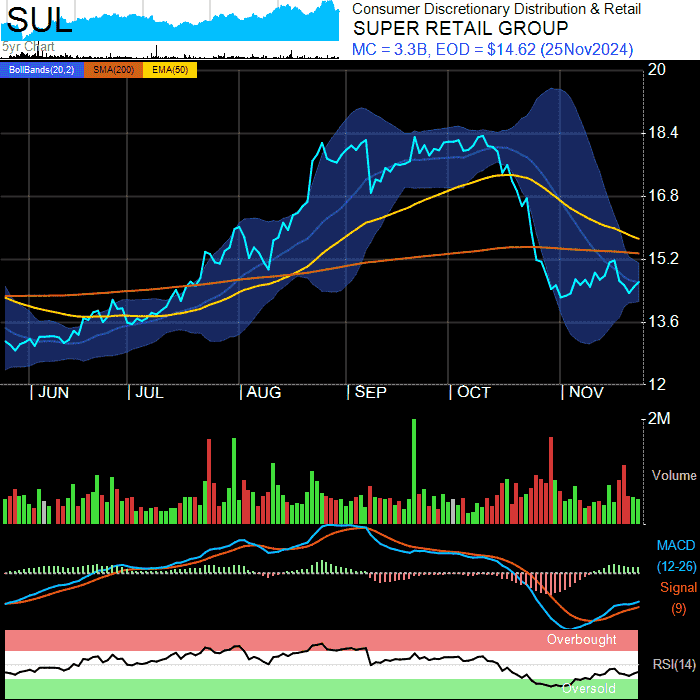 SUL
5yr Chart
Consumer Discretionary Distribution & Retail
SUPER RETAIL GROUP
MC = 3.3B, EOD = $14.62 (25Nov2024)
BollBands(20,2) SMA(200) EMA(50)
20
18.4
16.8
15.2
13.6
12
JUN JUL AUG SEP OCT NOV
2M
Volume
MACD
(12-26)
Signal
(9)
Overbought
RSI(14)
Oversold